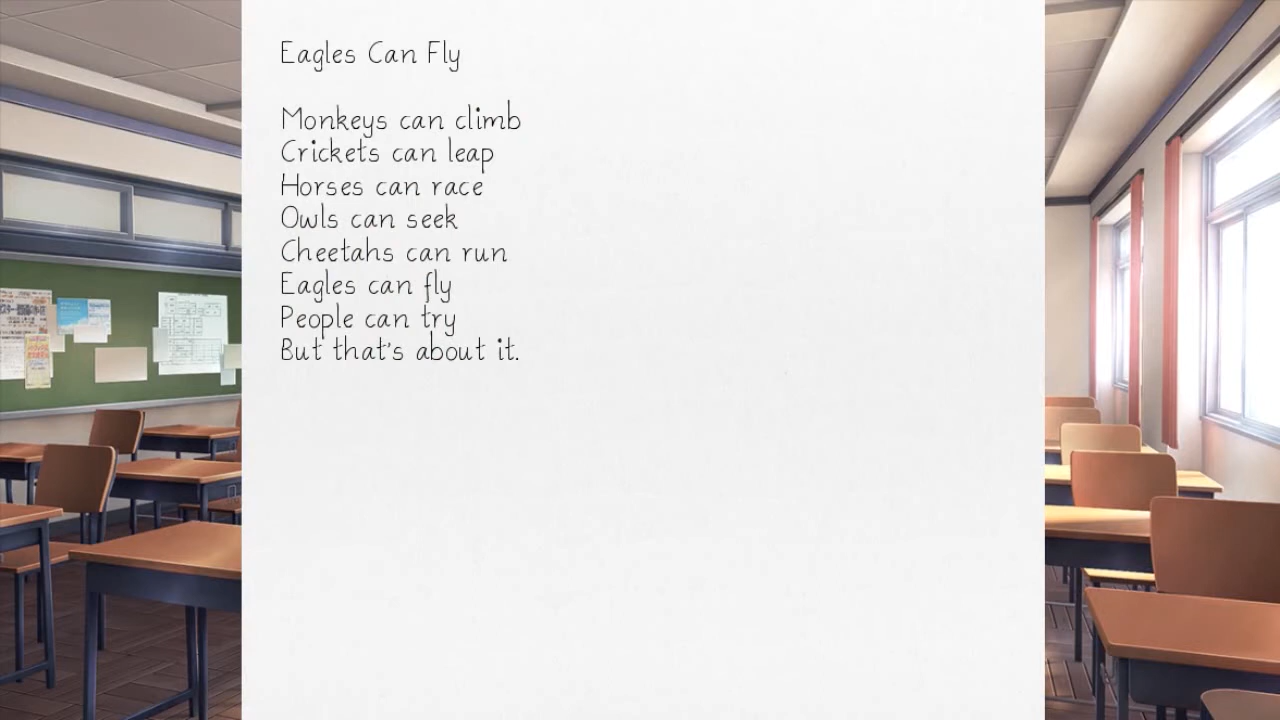 Eagles Can Fly
Monkeys can climb
Crickets can leap
Horses can race
Owls can seek
Cheetahs can run
Eagles can fly
People can try
But that's about it.